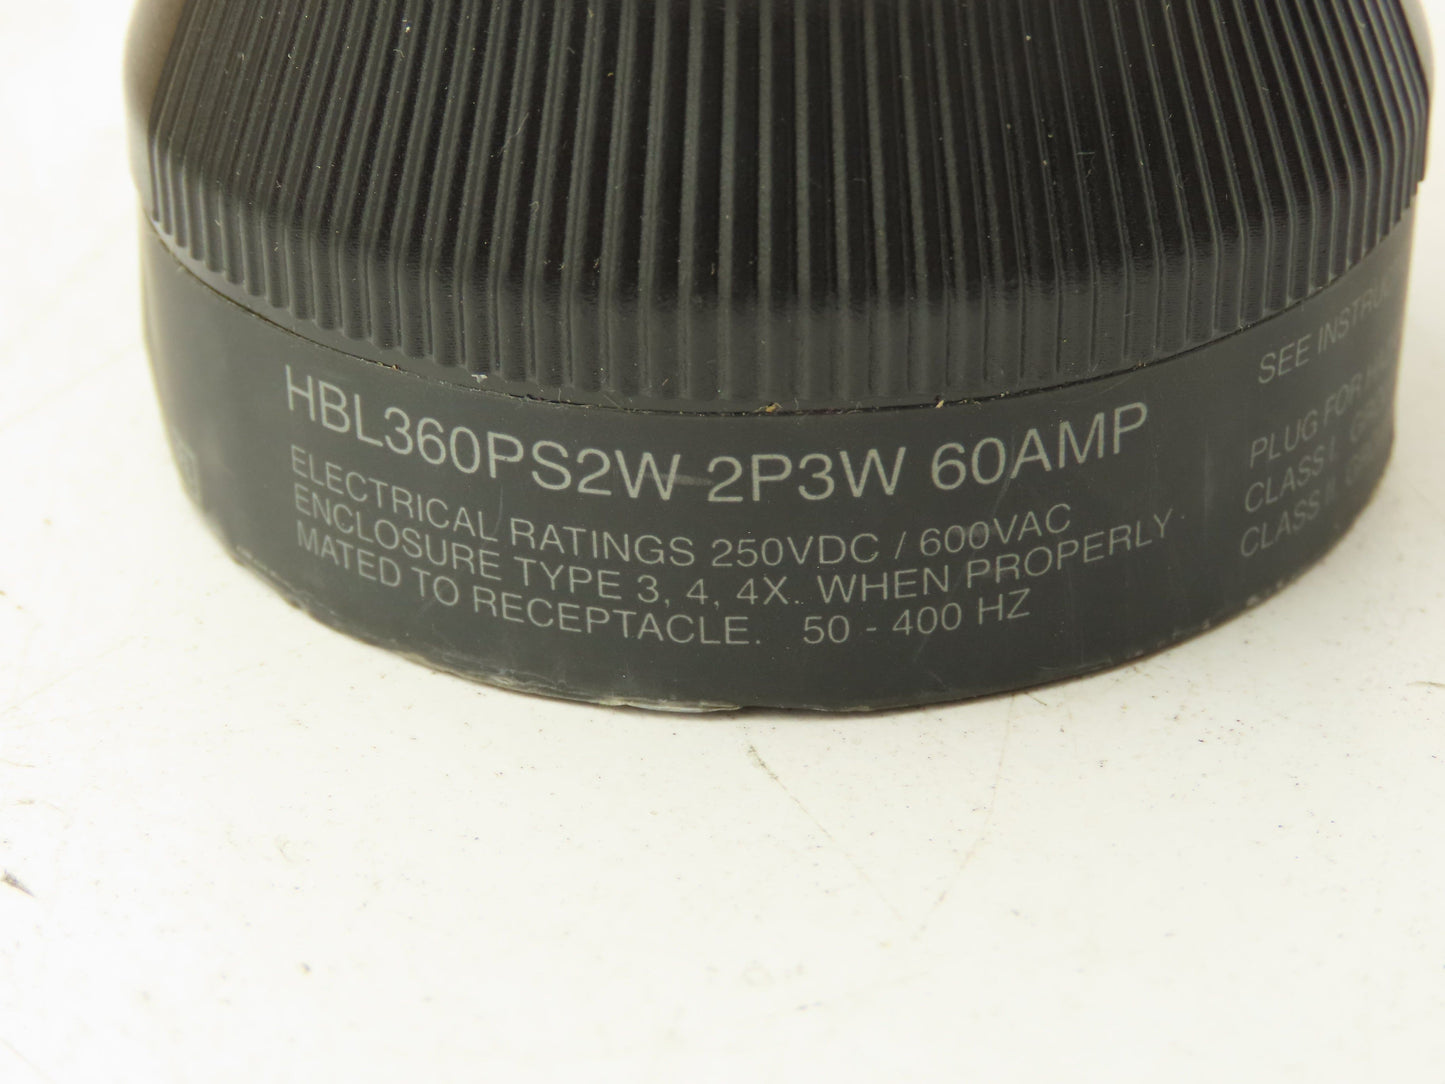 HBL360PS2W 2P3W 60AMP
ELECTRICAL RATINGS 250VDC / 600VAC
ENCLOSURE TYPE 3, 4, 4X. WHEN PROPERLY
MATED TO RECEPTACLE. 50 - 400 HZ
SEE
PLUG FOR
CLASS I,
CLASS II,